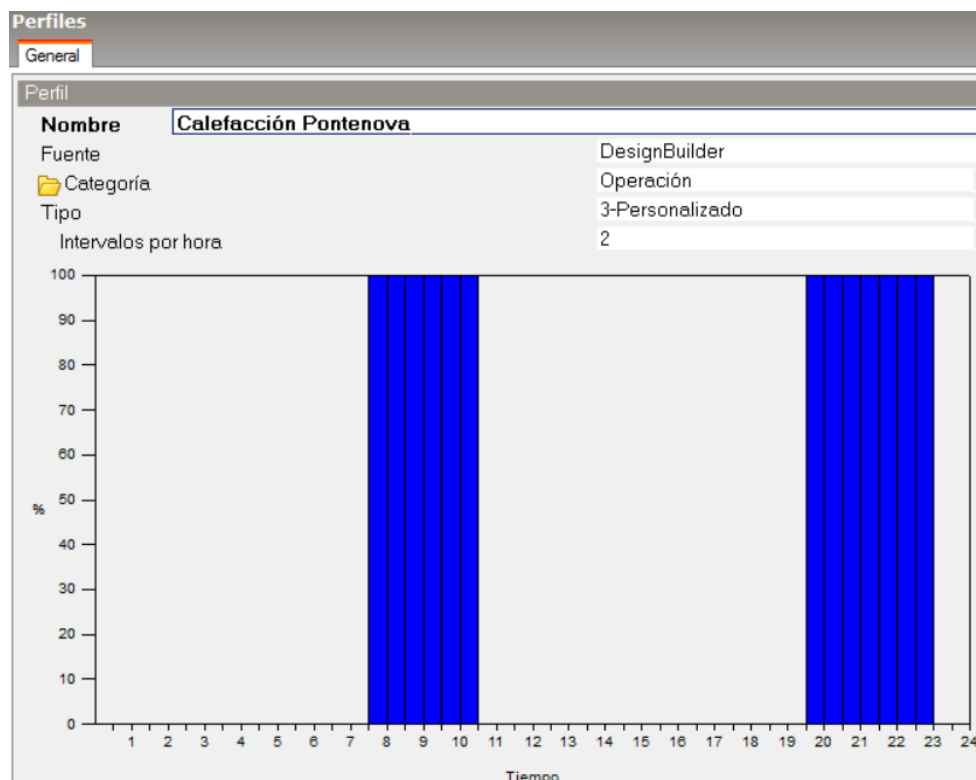 Perfiles
General
Perfil
Nombre Calefacción Pontenova
Fuente DesignBuilder
Categoría Operación
Tipo 3-Personalizado
Intervalos por hora 2
100
90
80
70
60
50
%
40
30
20
10
0
1 2 3 4 5 6 7 8 9 10 11 12 13 14 15 16 17 18 19 20 21 22 23 24
Tiempo